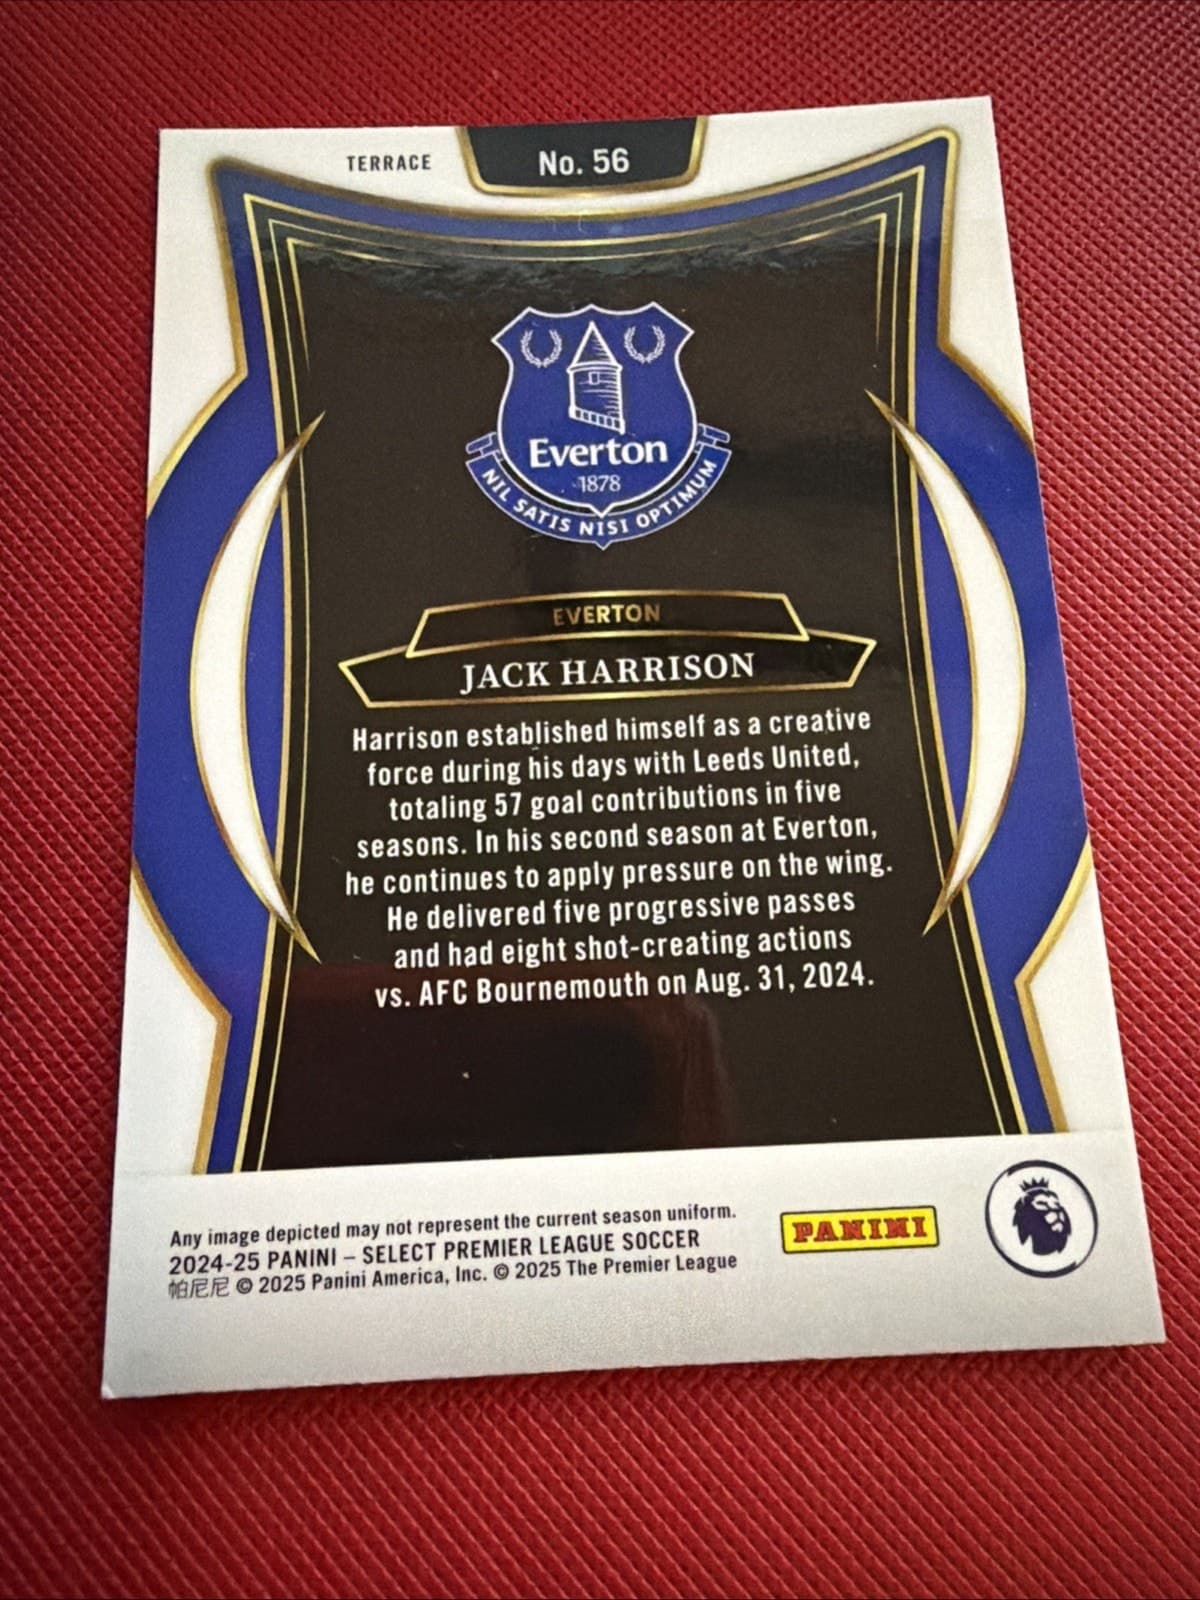 TERRACE
No. 56
Everton
1878
NIL SATIS NISI OPTIMUM
EVERTON
JACK HARRISON
Harrison established himself as a creative
force during his days with Leeds United,
totaling 57 goal contributions in five
seasons. In his second season at Everton,
he continues to apply pressure on the wing.
He delivered five progressive passes
and had eight shot-creating actions
vs. AFC Bournemouth on Aug. 31, 2024.
Any image depicted may not represent the current season uniform.
2024-25 PANINI – SELECT PREMIER LEAGUE SOCCER
帕尼尼 © 2025 Panini America, Inc. © 2025 The Premier League
PANINI